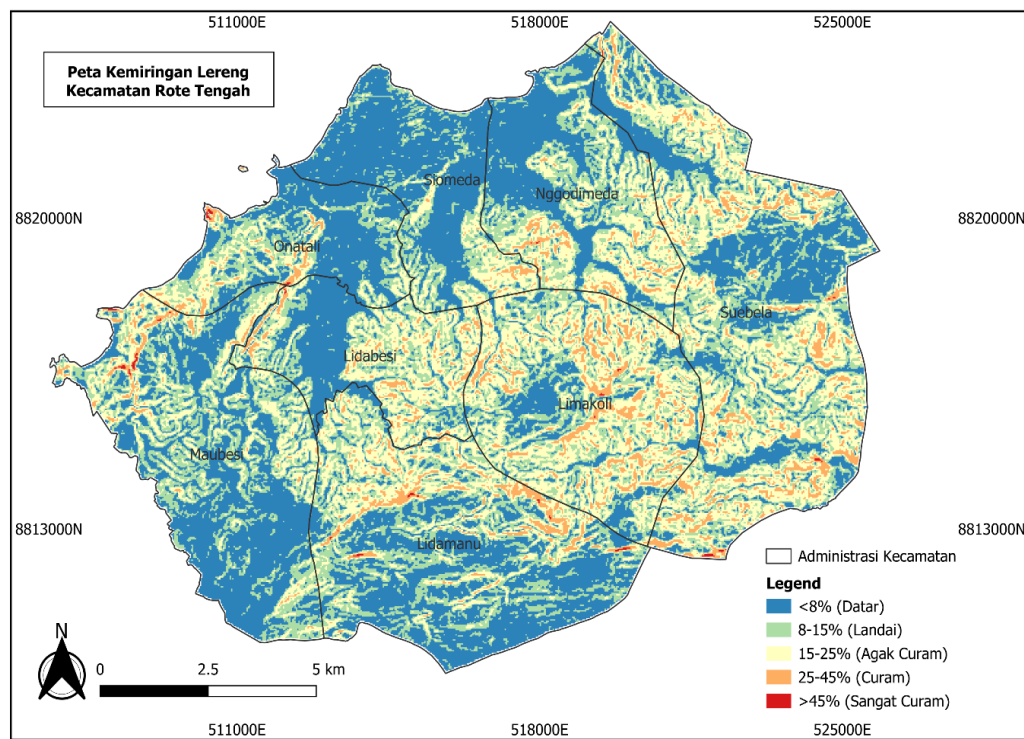 511000E
518000E
525000E
Peta Kemiringan Lereng
Kecamatan Rote Tengah
Siomeda
Nggodimeda
8820000N
8820000N
Onatali
Suebela
Lidabesi
Limakoli
Maubesi
8813000N
Lidamanu
8813000N
Administrasi Kecamatan
Legend
<8% (Datar)
8-15% (Landai)
15-25% (Agak Curam)
25-45% (Curam)
>45% (Sangat Curam)
N
0 2.5 5 km
511000E
518000E
525000E